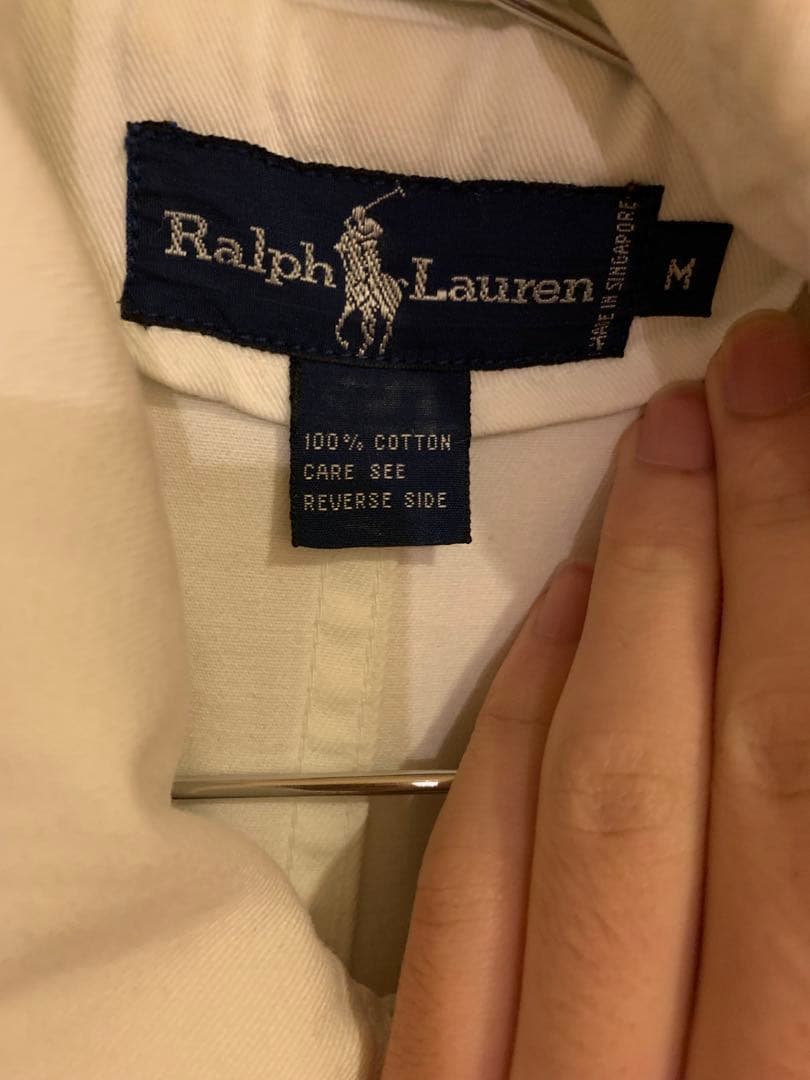 Ralph Lauren
MADE IN SINGAPORE
M
100% COTTON
CARE SEE
REVERSE SIDE